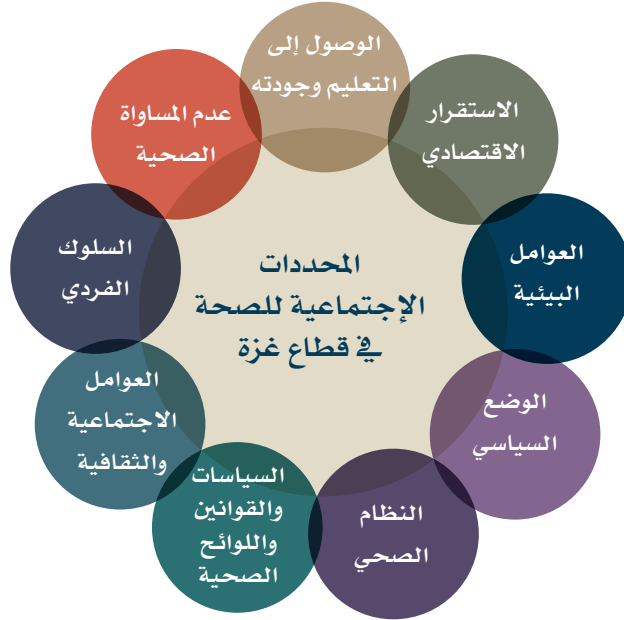 الوصول إلى
التعليم وجودته
الاستقرار
الاقتصادي
العوامل
البيئية
الوضع
السياسي
النظام
الصحي
السياسات
والقوانين
واللوائح
الصحية
العوامل
الاجتماعية
والثقافية
السلوك
الفردي
عدم المساواة
الصحية
المحددات
الإجتماعية للصحة
في قطاع غزة